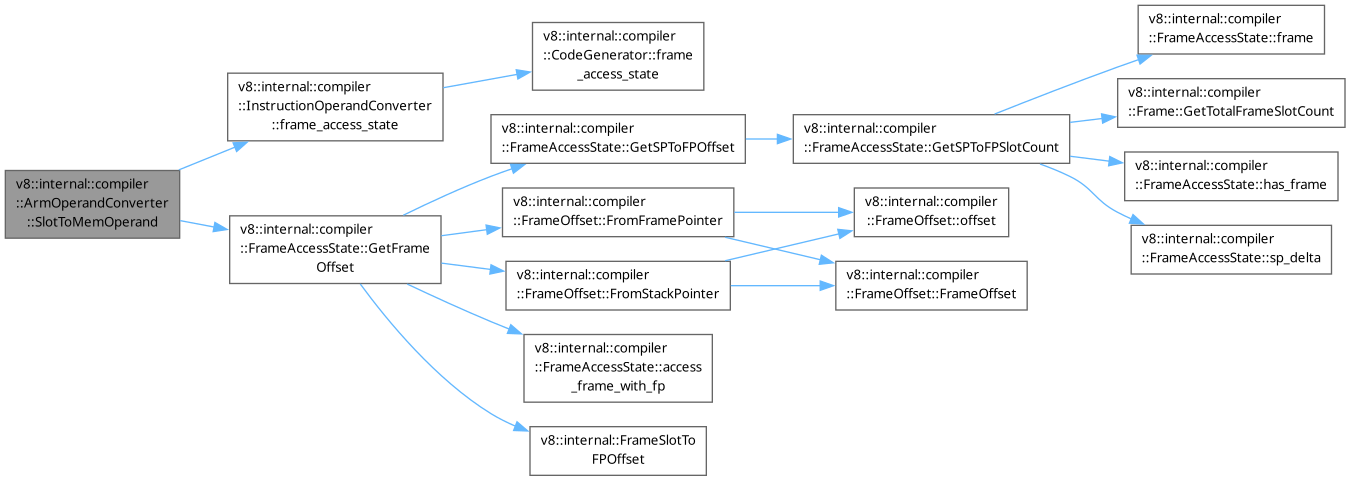 v8::internal::compiler
::ArmOperandConverter
::SlotToMemOperand
v8::internal::compiler
::InstructionOperandConverter
::frame_access_state
v8::internal::compiler
::CodeGenerator::frame
_access_state
v8::internal::compiler
::FrameAccessState::GetFrame
Offset
v8::internal::compiler
::FrameAccessState::GetSPToFPOffset
v8::internal::compiler
::FrameAccessState::GetSPToFPSlotCount
v8::internal::compiler
::FrameAccessState::frame
v8::internal::compiler
::Frame::GetTotalFrameSlotCount
v8::internal::compiler
::FrameAccessState::has_frame
v8::internal::compiler
::FrameAccessState::sp_delta
v8::internal::compiler
::FrameOffset::FromFramePointer
v8::internal::compiler
::FrameOffset::offset
v8::internal::compiler
::FrameOffset::FromStackPointer
v8::internal::compiler
::FrameOffset::FrameOffset
v8::internal::compiler
::FrameAccessState::access
_frame_with_fp
v8::internal::FrameSlotTo
FPOffset